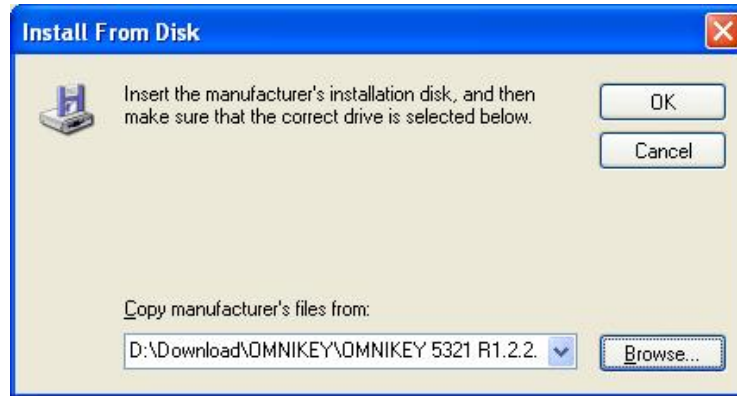 Install From Disk
Insert the manufacturer's installation disk, and then
make sure that the correct drive is selected below.
OK
Cancel
Copy manufacturer's files from:
D:\Download\OMNIKEY\OMNIKEY 5321 R1.2.2.
Browse...